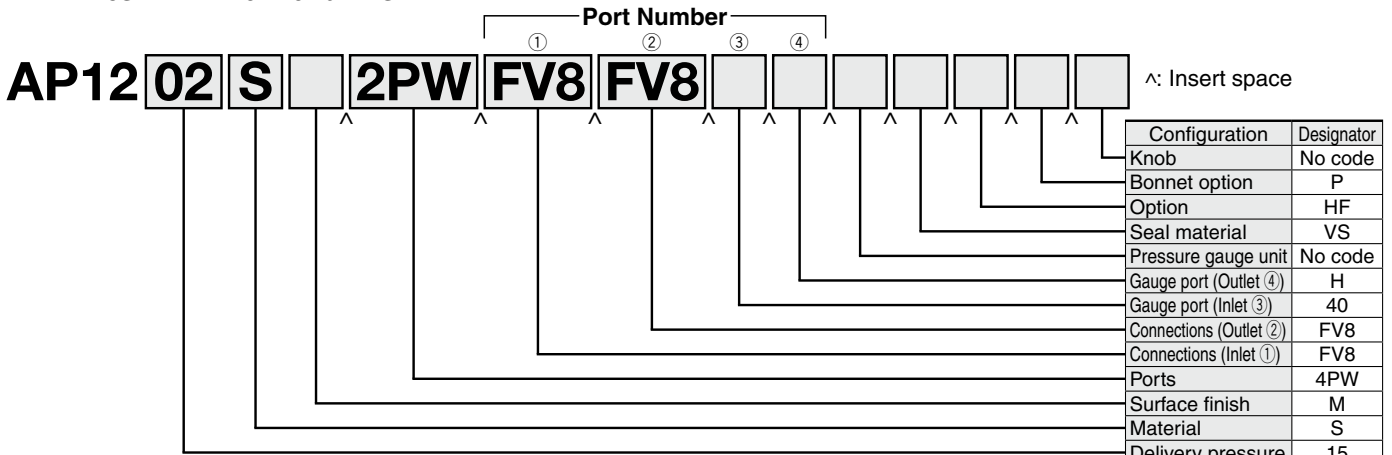 Port Number
① ② ③ ④
AP12 02 S 2PW FV8 FV8
^ ^ ^ ^ ^ ^ ^ ^ ^
^: Insert space
Configuration Designator
Knob No code
Bonnet option P
Option HF
Seal material VS
Pressure gauge unit No code
Gauge port (Outlet ④) H
Gauge port (Inlet ③) 40
Connections (Outlet ②) FV8
Connections (Inlet ①) FV8
Ports 4PW
Surface finish M
Material S
Delivery pressure 15